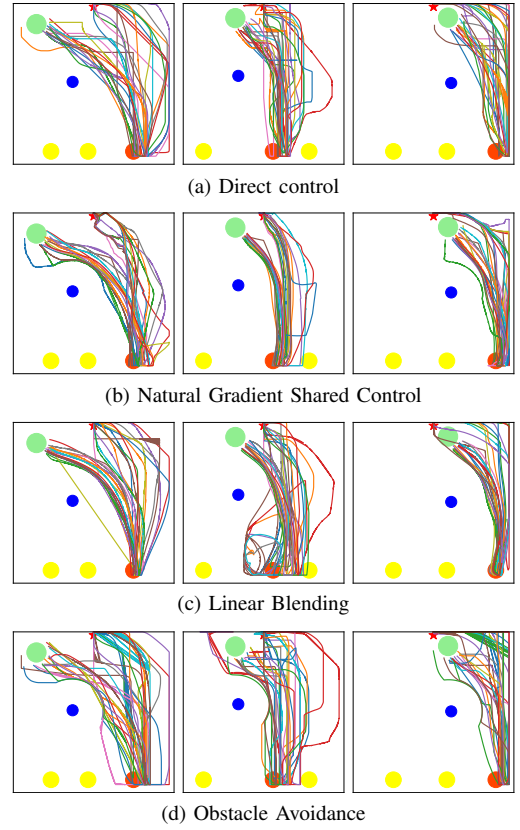 (a) Direct control
(b) Natural Gradient Shared Control
(c) Linear Blending
(d) Obstacle Avoidance